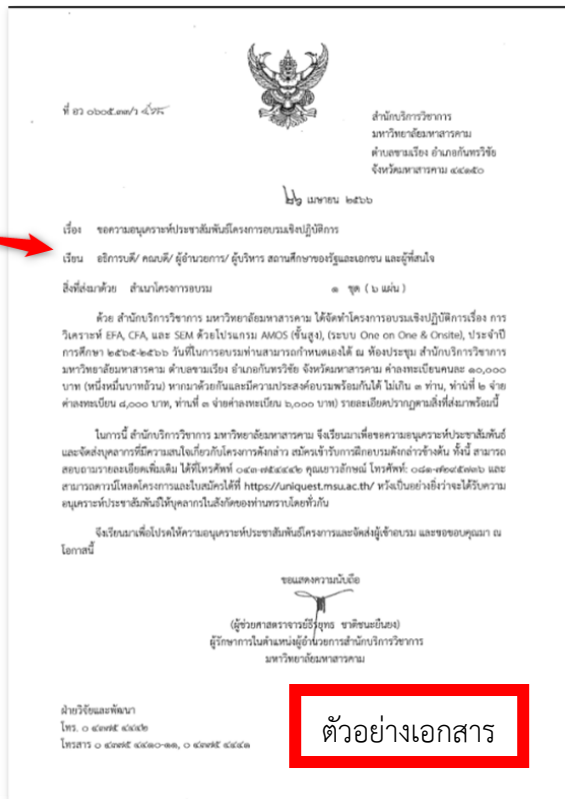 ที่ อว ๐๖๐๕.๓๓/ว
สำนักบริการวิชาการ
มหาวิทยาลัยมหาสารคาม
ตำบลขามเรียง อำเภอกันทรวิชัย
จังหวัดมหาสารคาม ๔๔๑๕๐
เมษายน ๒๕๖๖
เรื่อง ขอความอนุเคราะห์ประชาสัมพันธ์โครงการอบรมเชิงปฏิบัติการ
เรียน อธิการบดี/ คณบดี/ ผู้อำนวยการ/ ผู้บริหาร สถานศึกษาของรัฐและเอกชน และผู้ที่สนใจ
สิ่งที่ส่งมาด้วย สำเนาโครงการอบรม ๑ ชุด ( ๖ แผ่น )
ด้วย สำนักบริการวิชาการ มหาวิทยาลัยมหาสารคาม ได้จัดทำโครงการอบรมเชิงปฏิบัติการเรื่อง การ
วิเคราะห์ EFA, CFA, และ SEM ด้วยโปรแกรม AMOS (ขั้นสูง), (ระบบ One on One & Onsite), ประจำปี
การศึกษา ๒๕๖๕-๒๕๖๖ วันที่ในการอบรมท่านสามารถกำหนดเองได้ ณ ห้องประชุม สำนักบริการวิชาการ
มหาวิทยาลัยมหาสารคาม ตำบลขามเรียง อำเภอกันทรวิชัย จังหวัดมหาสารคาม ค่าลงทะเบียนคนละ ๑๐,๐๐๐
บาท (หนึ่งหมื่นบาทถ้วน) หากมาด้วยกันและมีความประสงค์อบรมพร้อมกันได้ ไม่เกิน ๓ ท่าน, ท่านที่ ๒ จ่าย
ค่าลงทะเบียน ๘,๐๐๐ บาท, ท่านที่ ๓ จ่ายค่าลงทะเบียน ๖,๐๐๐ บาท) รายละเอียดปรากฏตามสิ่งที่ส่งมาพร้อมนี้
ในการนี้ สำนักบริการวิชาการ มหาวิทยาลัยมหาสารคาม จึงเรียนมาเพื่อขอความอนุเคราะห์ประชาสัมพันธ์
และจัดส่งบุคลากรที่มีความสนใจเกี่ยวกับโครงการดังกล่าว สมัครเข้ารับการฝึกอบรมดังกล่าวข้างต้น ทั้งนี้ สามารถ
สอบถามรายละเอียดเพิ่มเติม ได้ที่โทรศัพท์ คุณเยาวลักษณ์ โทรศัพท์: และ
สามารถดาวน์โหลดโครงการและใบสมัครได้ที่ https://uniquest.msu.ac.th/ หวังเป็นอย่างยิ่งว่าจะได้รับความ
อนุเคราะห์ประชาสัมพันธ์ให้บุคลากรในสังกัดของท่านทราบโดยทั่วกัน
จึงเรียนมาเพื่อโปรดให้ความอนุเคราะห์ประชาสัมพันธ์โครงการและจัดส่งผู้เข้าอบรม และขอขอบคุณมา ณ
โอกาสนี้
ขอแสดงความนับถือ
(ผู้ช่วยศาสตราจารย์ธีรยุทธ ชาติชนะยืนยง)
ผู้รักษาการในตำแหน่งผู้อำนวยการสำนักบริการวิชาการ
มหาวิทยาลัยมหาสารคาม
ฝ่ายวิจัยและพัฒนา
โทร.
โทรสาร
ตัวอย่างเอกสาร